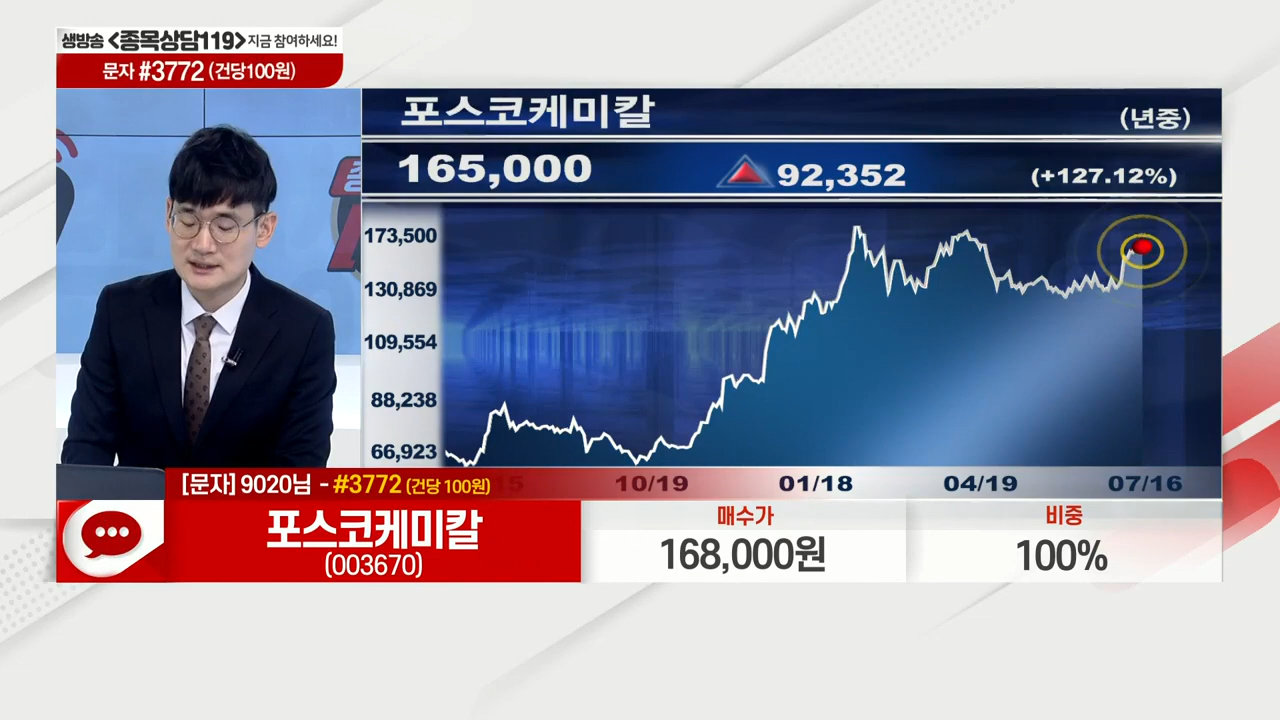 생방송 <종목상담119> 지금 참여하세요!
문자 #3772 (건당100원)
포스코케미칼 (년중)
165,000 92,352 (+127.12%)
173,500
130,869
109,554
88,238
66,923
10/19 01/18 04/19 07/16
[문자] 9020님 - #3772 (건당 100원)
포스코케미칼
(003670)
매수가
168,000원
비중
100%